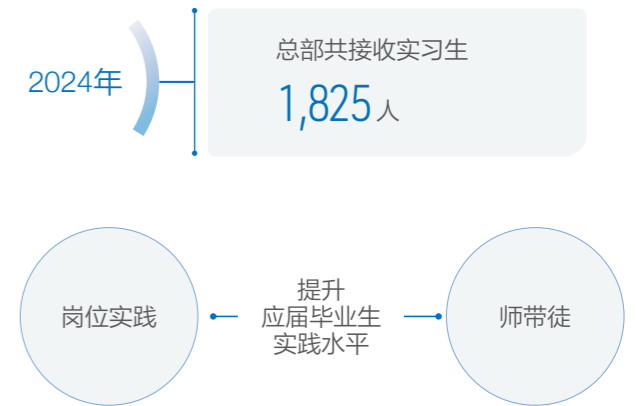 2024年
总部共接收实习生
1,825人
岗位实践
提升
应届毕业生
实践水平
师带徒